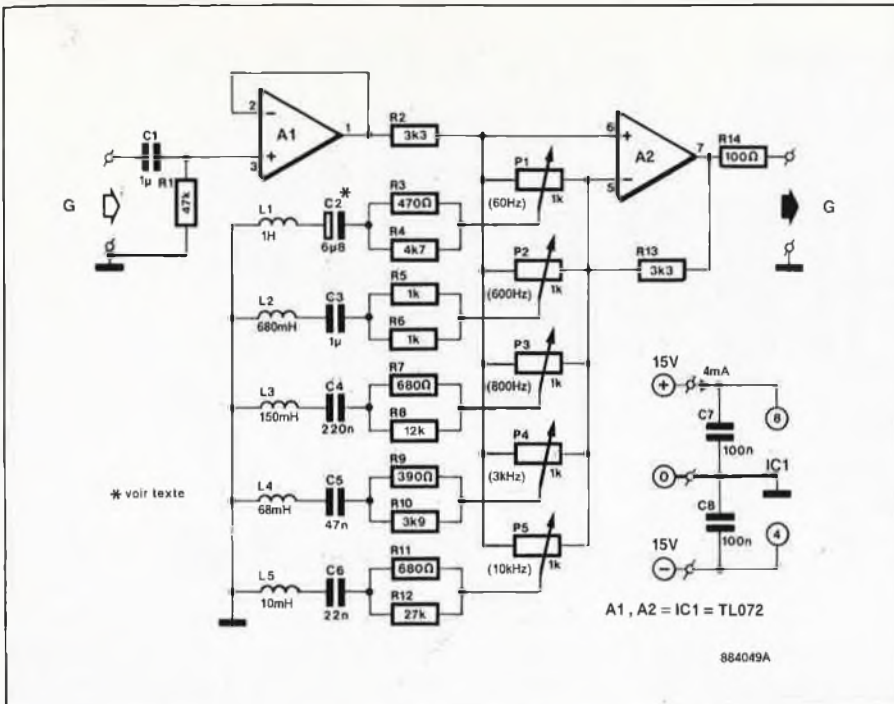 G
C1
1µ
R1
47k
2
−
3
+
A1
1
R2
3k3
6
+
5
−
A2
7
R14
100Ω
G
L1
1H
C2
*
6µ8
R3
470Ω
R4
4k7
P1
(60Hz)
1k
L2
680mH
C3
1µ
R5
1k
R6
1k
P2
(600Hz)
1k
R13
3k3
L3
150mH
C4
220n
R7
680Ω
R8
12k
P3
(800Hz)
1k
L4
68mH
C5
47n
R9
390Ω
R10
3k9
P4
(3kHz)
1k
L5
10mH
C6
22n
R11
680Ω
R12
27k
P5
(10kHz)
1k
15V
+
4mA
8
C7
100n
0
IC1
C8
100n
4
15V
−
* voir texte
A1, A2 = IC1 = TL072
884049A